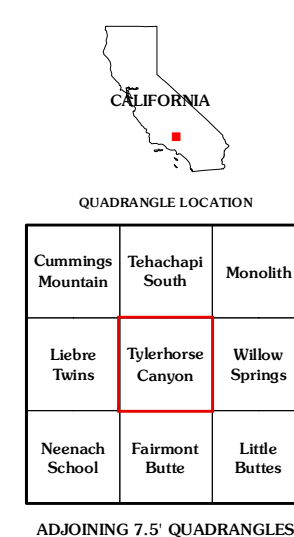 CALIFORNIA
QUADRANGLE LOCATION
Cummings
Mountain
Tehachapi
South
Monolith
Liebre
Twins
Tylerhorse
Canyon
Willow
Springs
Neenach
School
Fairmont
Butte
Little
Buttes
ADJOINING 7.5' QUADRANGLES